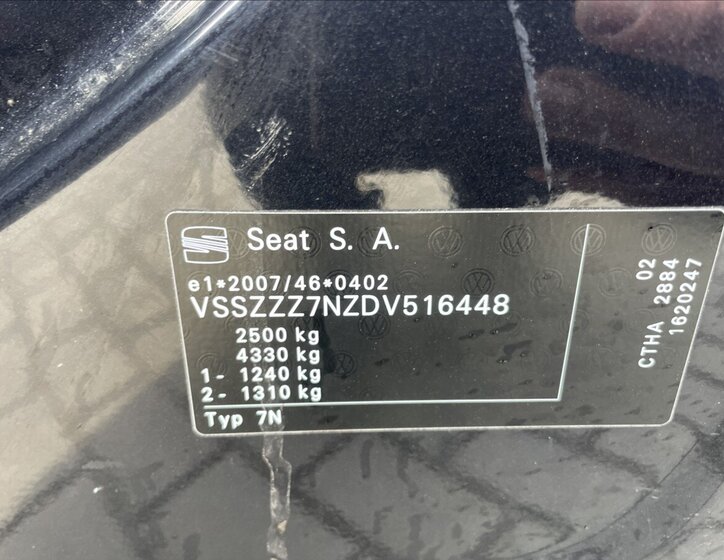 Seat S. A.
e1*2007/46*0402
VSSZZZ7NZDV516448
2500 kg
4330 kg
1- 1240 kg
2- 1310 kg
Typ 7N
02
CTHA 2884
1620247